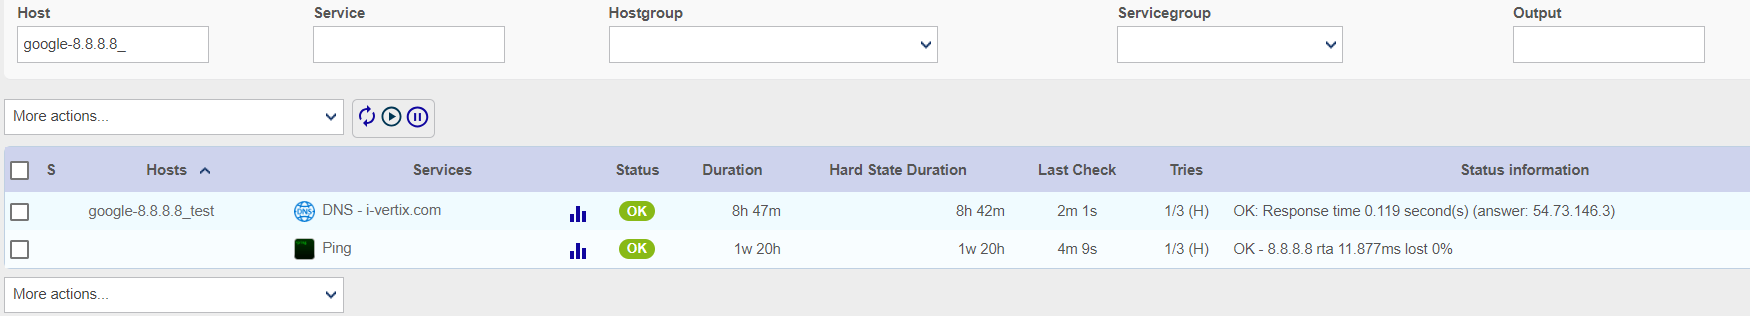 Host Service Hostgroup Servicegroup Output
google-8.8.8.8_
More actions...
S Hosts Services Status Duration Hard State Duration Last Check Tries Status information
google-8.8.8.8_test DNS DNS - i-vertix.com OK 8h 47m 8h 42m 2m 1s 1/3 (H) OK: Response time 0.119 second(s) (answer: 54.73.146.3)
Ping OK 1w 20h 1w 20h 4m 9s 1/3 (H) OK - 8.8.8.8 rta 11.877ms lost 0%
More actions...